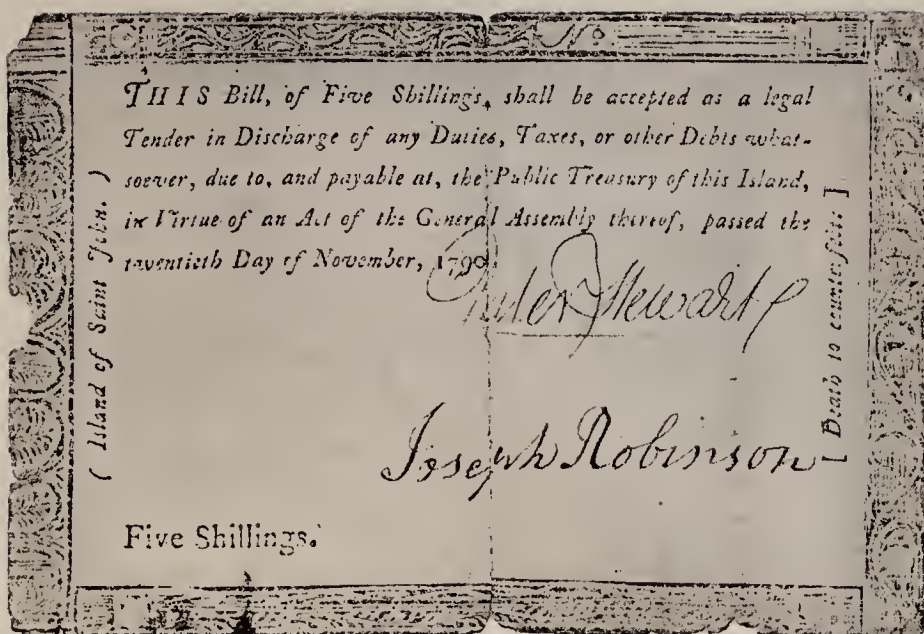 No.
THIS Bill, of Five Shillings, shall be accepted as a legal
Tender in Discharge of any Duties, Taxes, or other Debts what-
soever, due to, and payable at, the Public Treasury of this Island,
in Virtue of an Act of the General Assembly thereof, passed the
twentieth Day of November, 1790.
Stewart
Joseph Robinson
Five Shillings.
( Island of Saint John. )
[ Death to counterfeit. ]